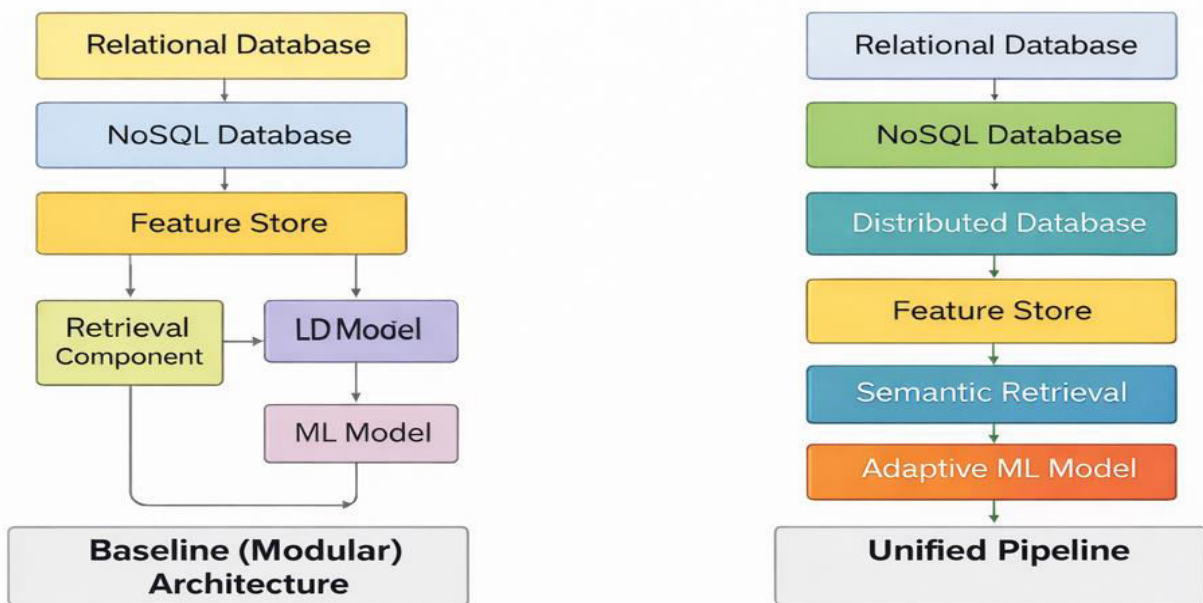 Relational Database
NoSQL Database
Feature Store
Retrieval
Component
LD Model
ML Model
Baseline (Modular)
Architecture
Relational Database
NoSQL Database
Distributed Database
Feature Store
Semantic Retrieval
Adaptive ML Model
Unified Pipeline